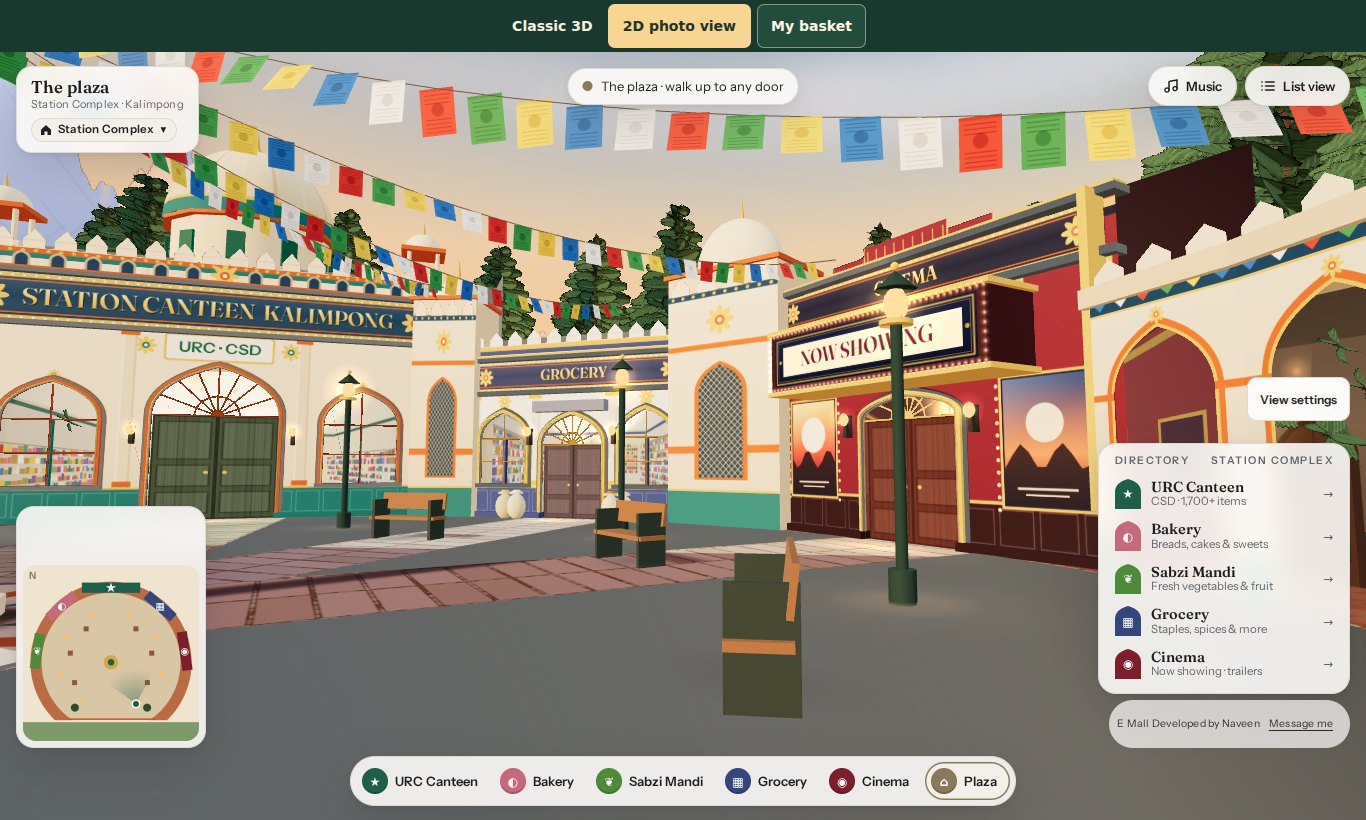 Classic 3D
2D photo view
My basket
The plaza
Station Complex · Kalimpong
Station Complex ▾
The plaza · walk up to any door
Music
List view
STATION CANTEEN KALIMPONG
URC · CSD
GROCERY
NOW SHOWING
View settings
DIRECTORY STATION COMPLEX
URC Canteen
CSD · 1,700+ items
→
Bakery
Breads, cakes & sweets
→
Sabzi Mandi
Fresh vegetables & fruit
→
Grocery
Staples, spices & more
→
Cinema
Now showing · trailers
→
N
E Mall Developed by Naveen Message me
URC Canteen
Bakery
Sabzi Mandi
Grocery
Cinema
Plaza